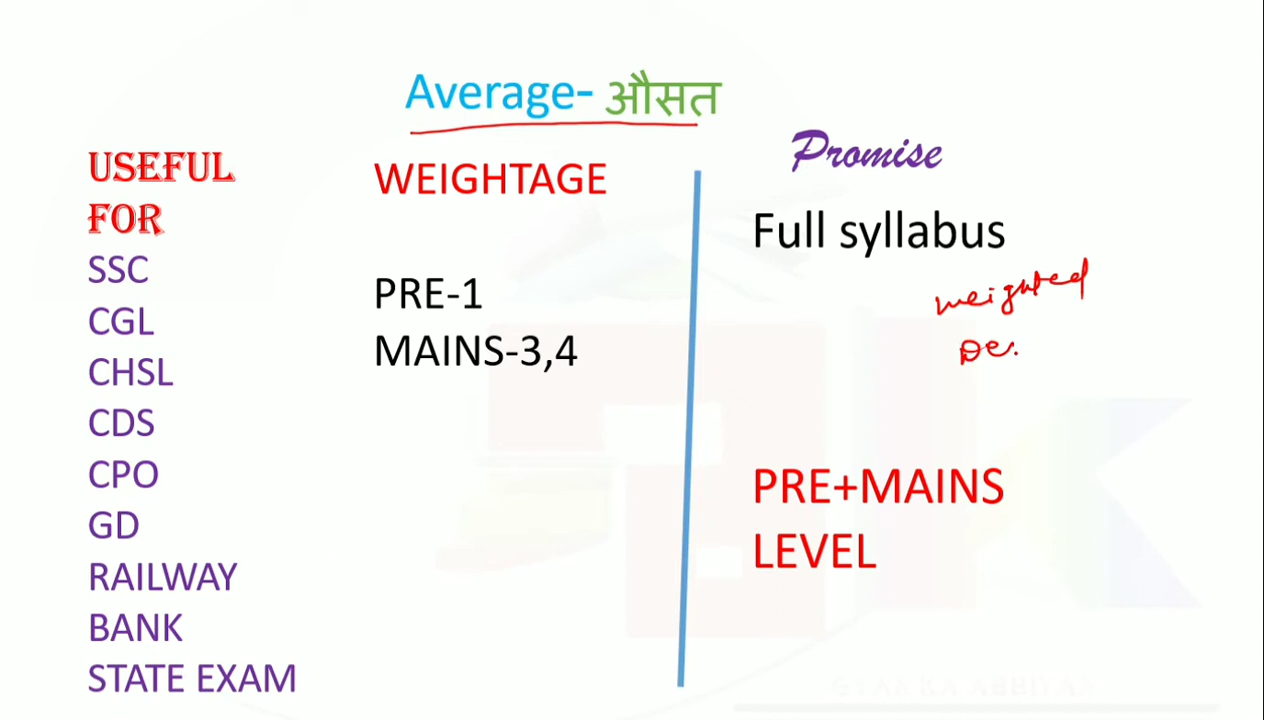 Average- औसत
USEFUL
FOR
SSC
CGL
CHSL
CDS
CPO
GD
RAILWAY
BANK
STATE EXAM
WEIGHTAGE
PRE-1
MAINS-3,4
Promise
Full syllabus
weighted
PRE+MAINS
LEVEL